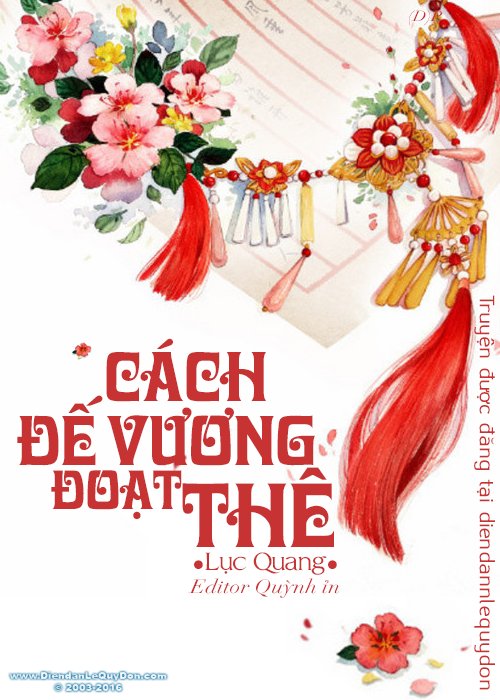 CÁCH
ĐẾ VƯƠNG
ĐOẠT THÊ
•Lục Quang•
Editor Quỳnh ỉn
Truyện được đăng tại diendannlequydon
www.DiendanLeQuyDon.com
© 2003-2016